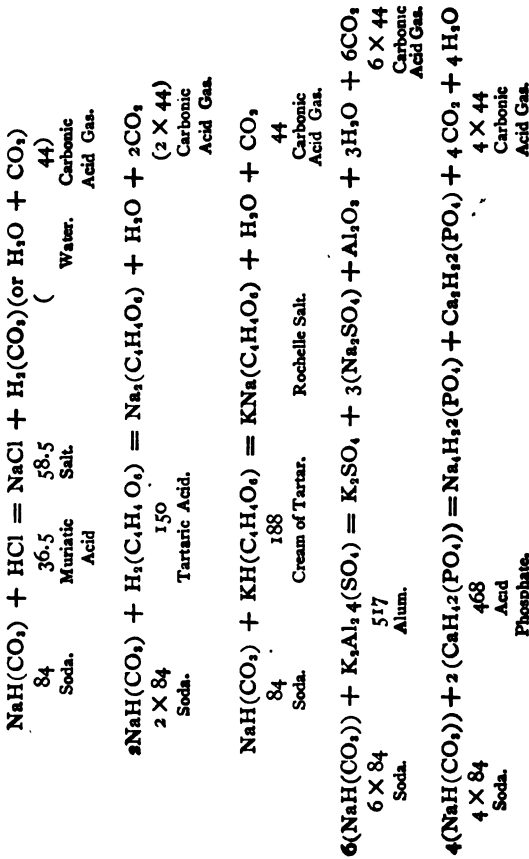 NaH(CO₃) + HCl = NaCl + H₂(CO₃)(or H₂O + CO₂)
84 36.5 58.5 ( 44)
Soda. Muriatic Salt. Water. Carbonic
Acid Acid Gas.
2NaH(CO₃) + H₂(C₄H₄O₆) = Na₂(C₄H₄O₆) + H₂O + 2CO₂
2 × 84 150 (2 × 44)
Soda. Tartaric Acid. Carbonic
Acid Gas.
NaH(CO₃) + KH(C₄H₄O₆) = KNa(C₄H₄O₆) + H₂O + CO₂
84 188 44
Soda. Cream of Tartar. Rochelle Salt. Carbonic
Acid Gas.
6(NaH(CO₃)) + K₂Al₂4(SO₄) = K₂SO₄ + 3(Na₂SO₄) + Al₂O₃ + 3H₂O + 6CO₂
6 × 84 517 6 × 44
Soda. Alum. Carbonic
Acid Gas.
4(NaH(CO₃)) + 2(CaH₄2(PO₄)) = Na₄H₂2(PO₄) + Ca₂H₂2(PO₄) + 4CO₂ + 4H₂O
4 × 84 468 4 × 44
Soda. Acid Carbonic
Phosphate. Acid Gas.